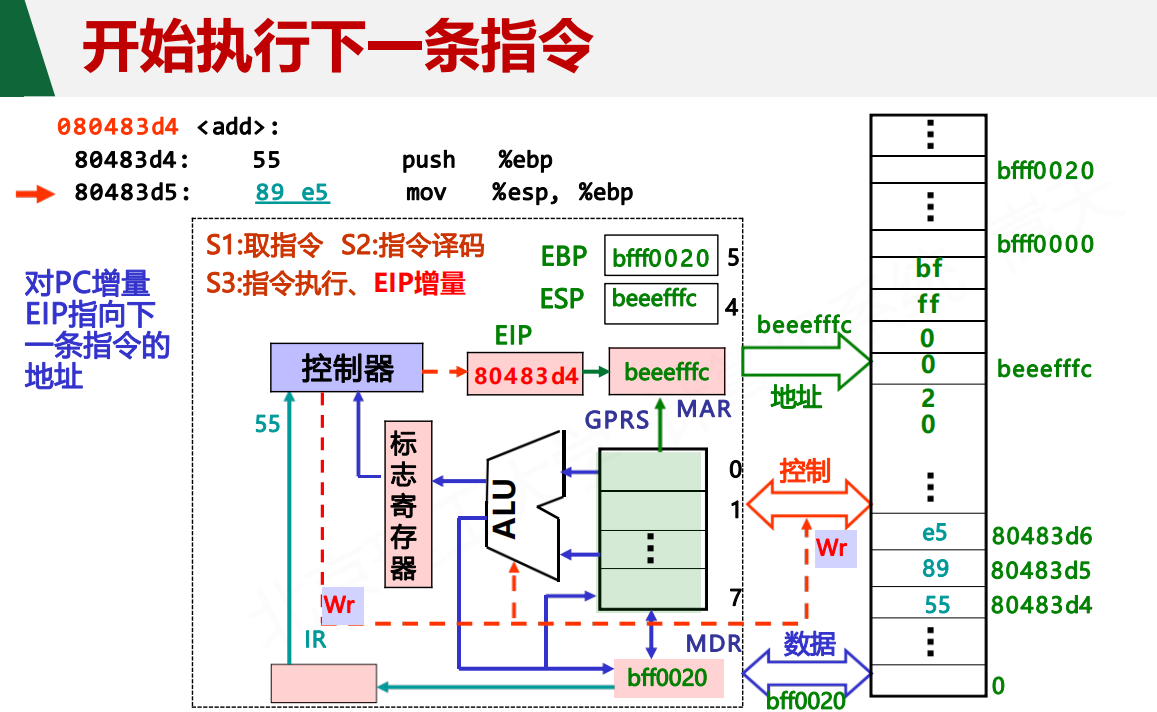 开始执行下一条指令
080483d4 <add>:
80483d4: 55 push %ebp
80483d5: 89 e5 mov %esp, %ebp
S1:取指令 S2:指令译码
S3:指令执行、EIP增量
对PC增量
EIP指向下
一条指令的
地址
EBP bfff0020 5
ESP beeefffc 4
EIP
控制器
80483d4
beeefffc
MAR
GPRS
55
标
志
寄
存
器
ALU
0
1
⋮
7
Wr
IR
MDR
bff0020
beeefffc
地址
控制
Wr
数据
bff0020
⋮
bfff0020
⋮
bfff0000
bf
ff
0
0 beeefffc
2
0
⋮
e5 80483d6
89 80483d5
55 80483d4
⋮
0